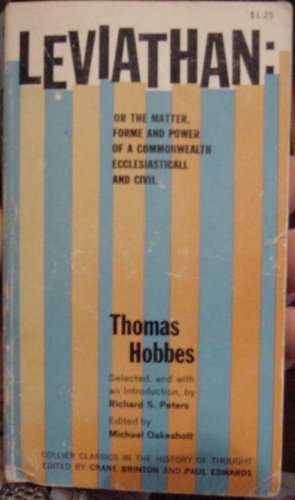 $1.25
LEVIATHAN:
OR THE MATTER,
FORME AND POWER
OF A COMMONWEALTH
ECCLESIASTICALL
AND CIVIL
Thomas
Hobbes
Selected, and with
an Introduction, by
Richard S. Peters
Edited by
Michael Oakeshott
COLLIER CLASSICS IN THE HISTORY OF THOUGHT
EDITED BY CRANE BRINTON AND PAUL EDWARDS